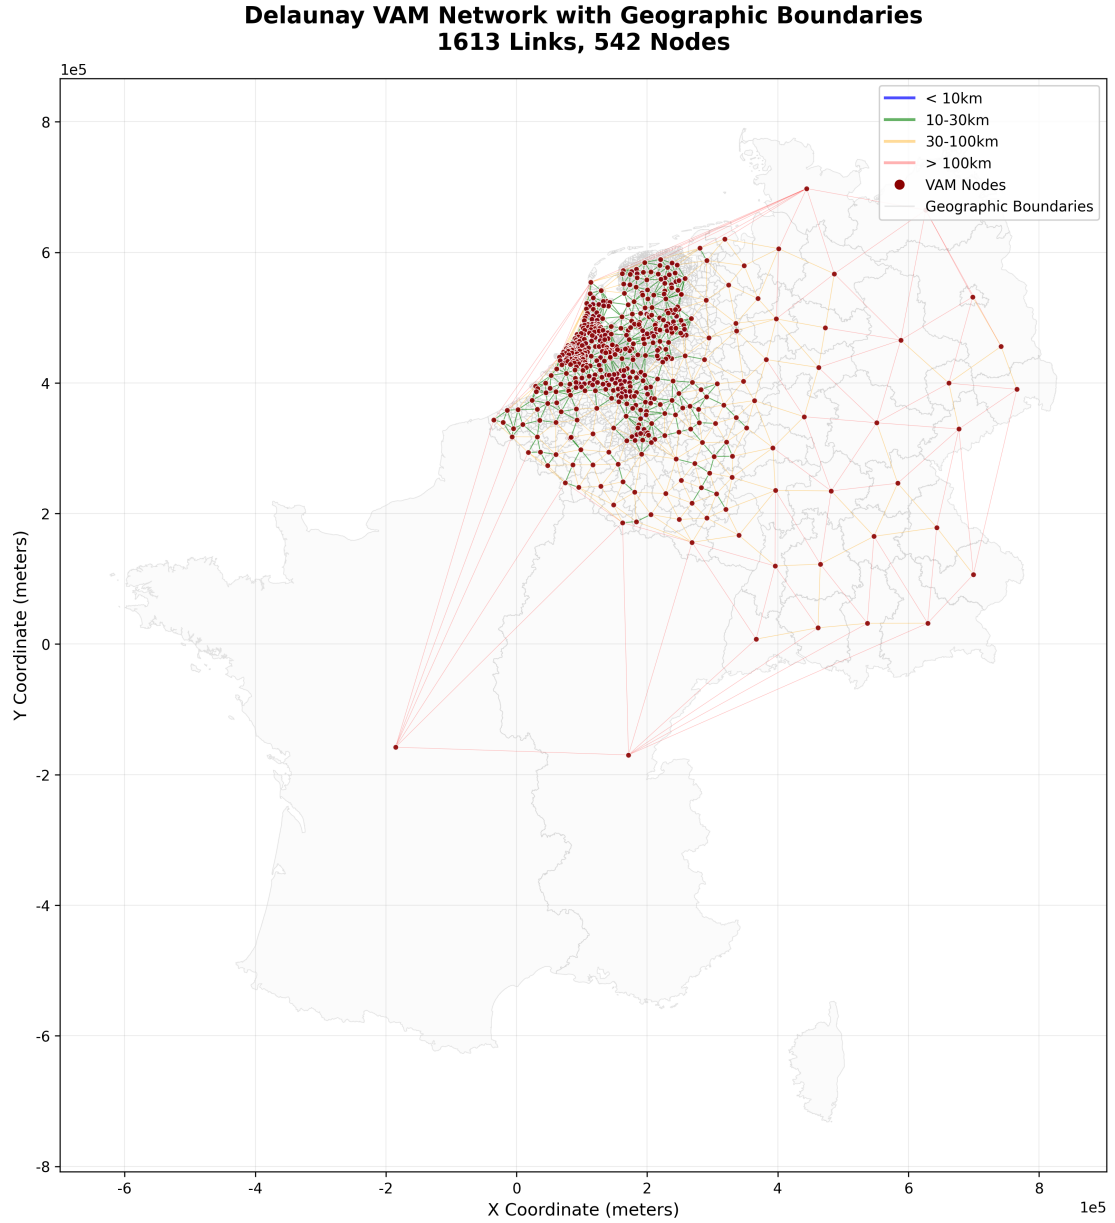 Delaunay VAM Network with Geographic Boundaries
1613 Links, 542 Nodes
1e5
< 10km
10-30km
30-100km
> 100km
VAM Nodes
Geographic Boundaries
8
6
4
2
0
-2
-4
-6
-8
Y Coordinate (meters)
-6 -4 -2 0 2 4 6 8
1e5
X Coordinate (meters)